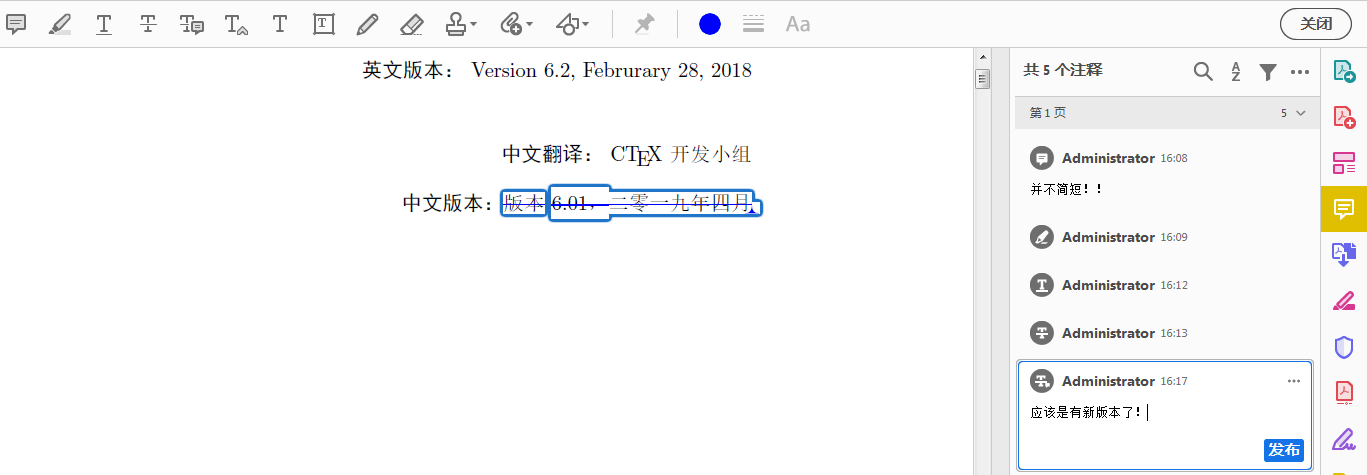 Aa
关闭
英文版本： Version 6.2, Februrary 28, 2018
中文翻译： CTEX 开发小组
中文版本：版本 6.01，二零一九年四月
共 5 个注释
第 1 页 5
Administrator 16:08
并不简短！！
Administrator 16:09
Administrator 16:12
Administrator 16:13
Administrator 16:17
应该是有新版本了！
发布